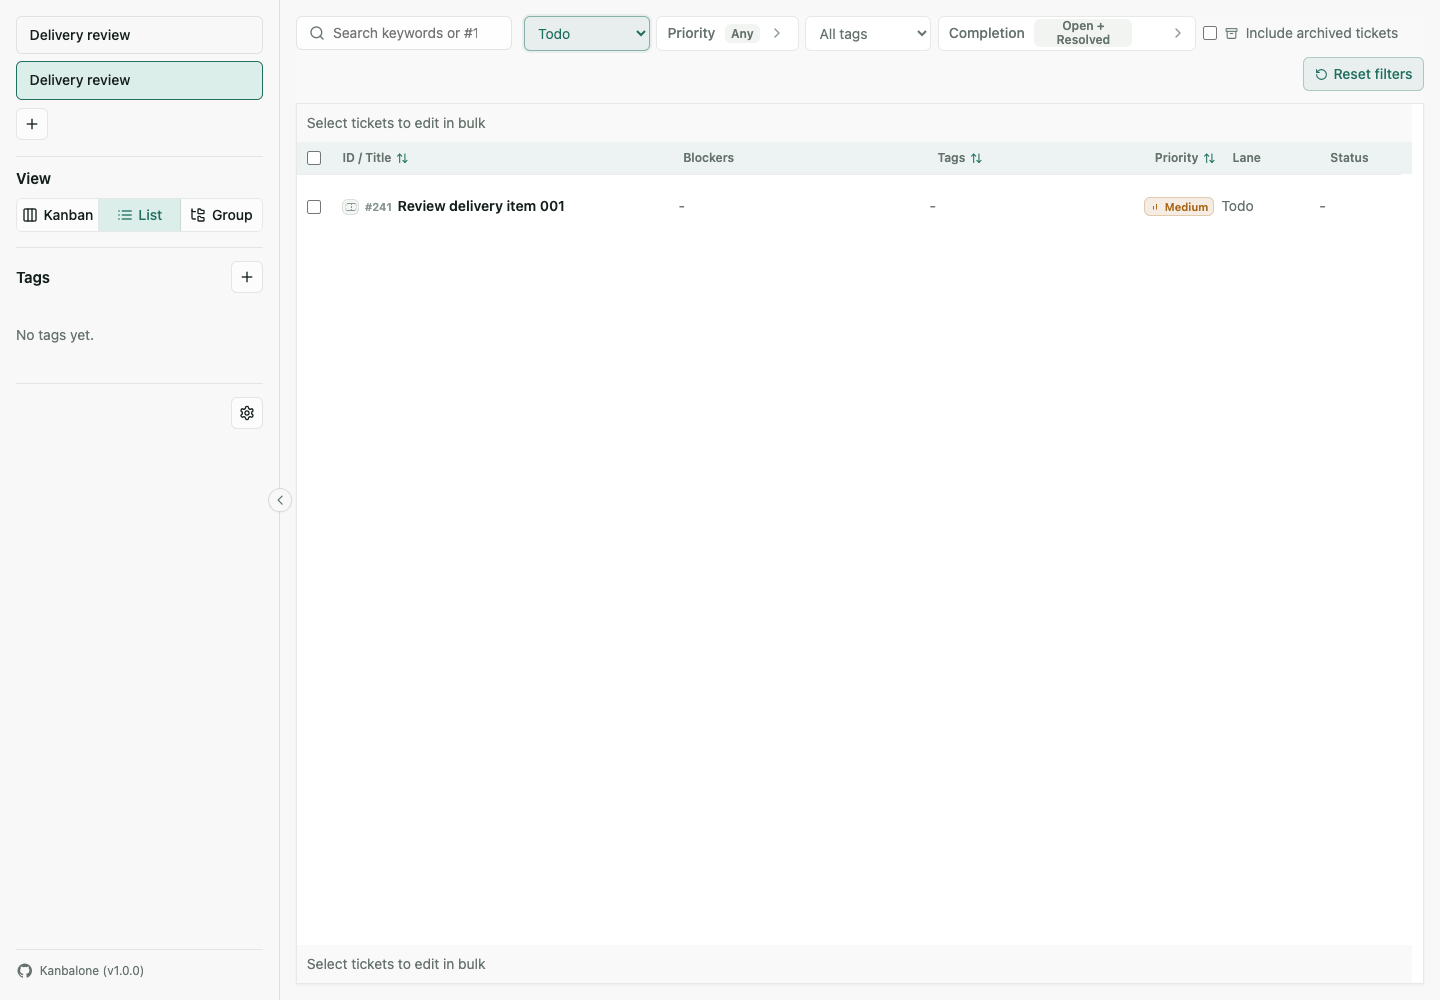 Delivery review
Delivery review
View
Kanban List Group
Tags
No tags yet.
Kanbalone (v1.0.0)
Search keywords or #1
Todo
Priority Any
All tags
Completion
Open +
Resolved
Include archived tickets
Reset filters
Select tickets to edit in bulk
ID / Title Blockers Tags Priority Lane Status
#241 Review delivery item 001 - - Medium Todo -
Select tickets to edit in bulk